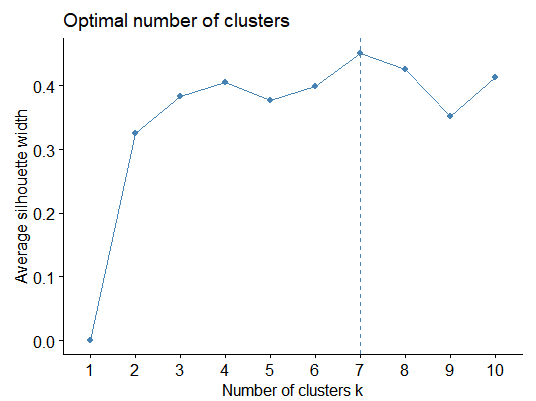 Optimal number of clusters
Average silhouette width
0.4
0.3
0.2
0.1
0.0
1 2 3 4 5 6 7 8 9 10
Number of clusters k